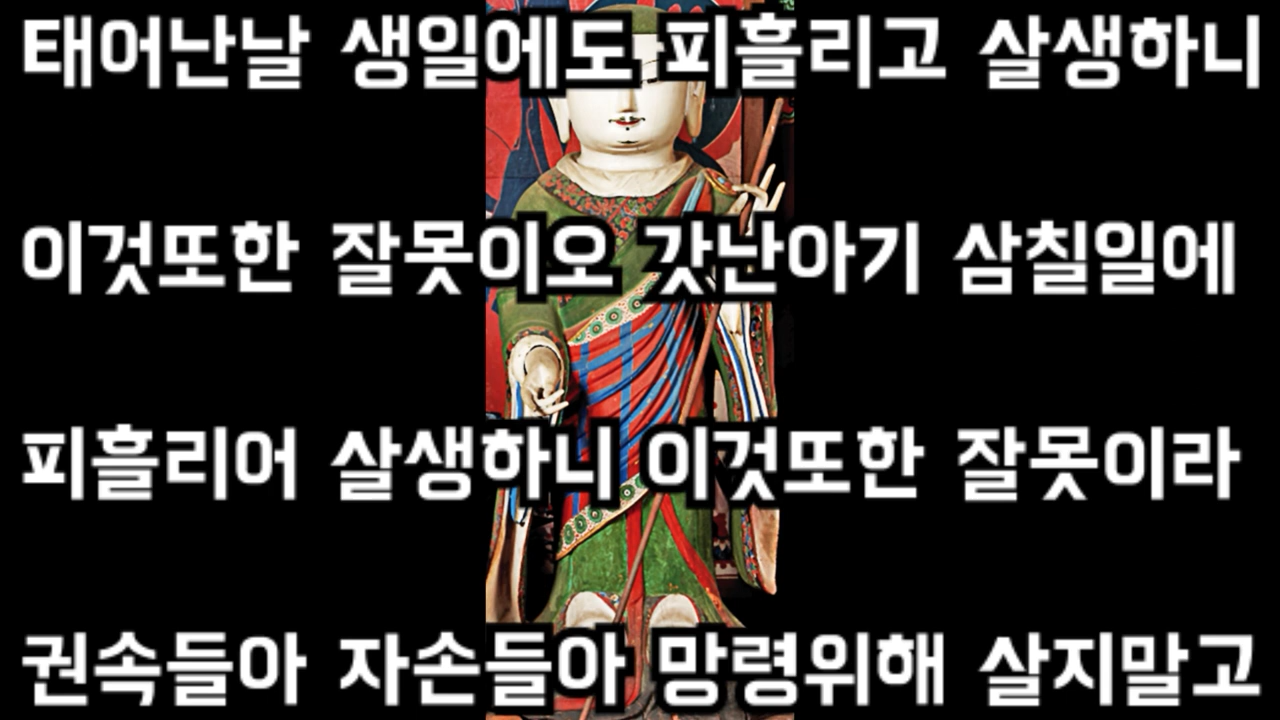 태어난날 생일에도 피흘리고 살생하니
이것또한 잘못이오 갓난아기 삼칠일에
피흘리어 살생하니 이것또한 잘못이라
권속들아 자손들아 망령위해 살지말고